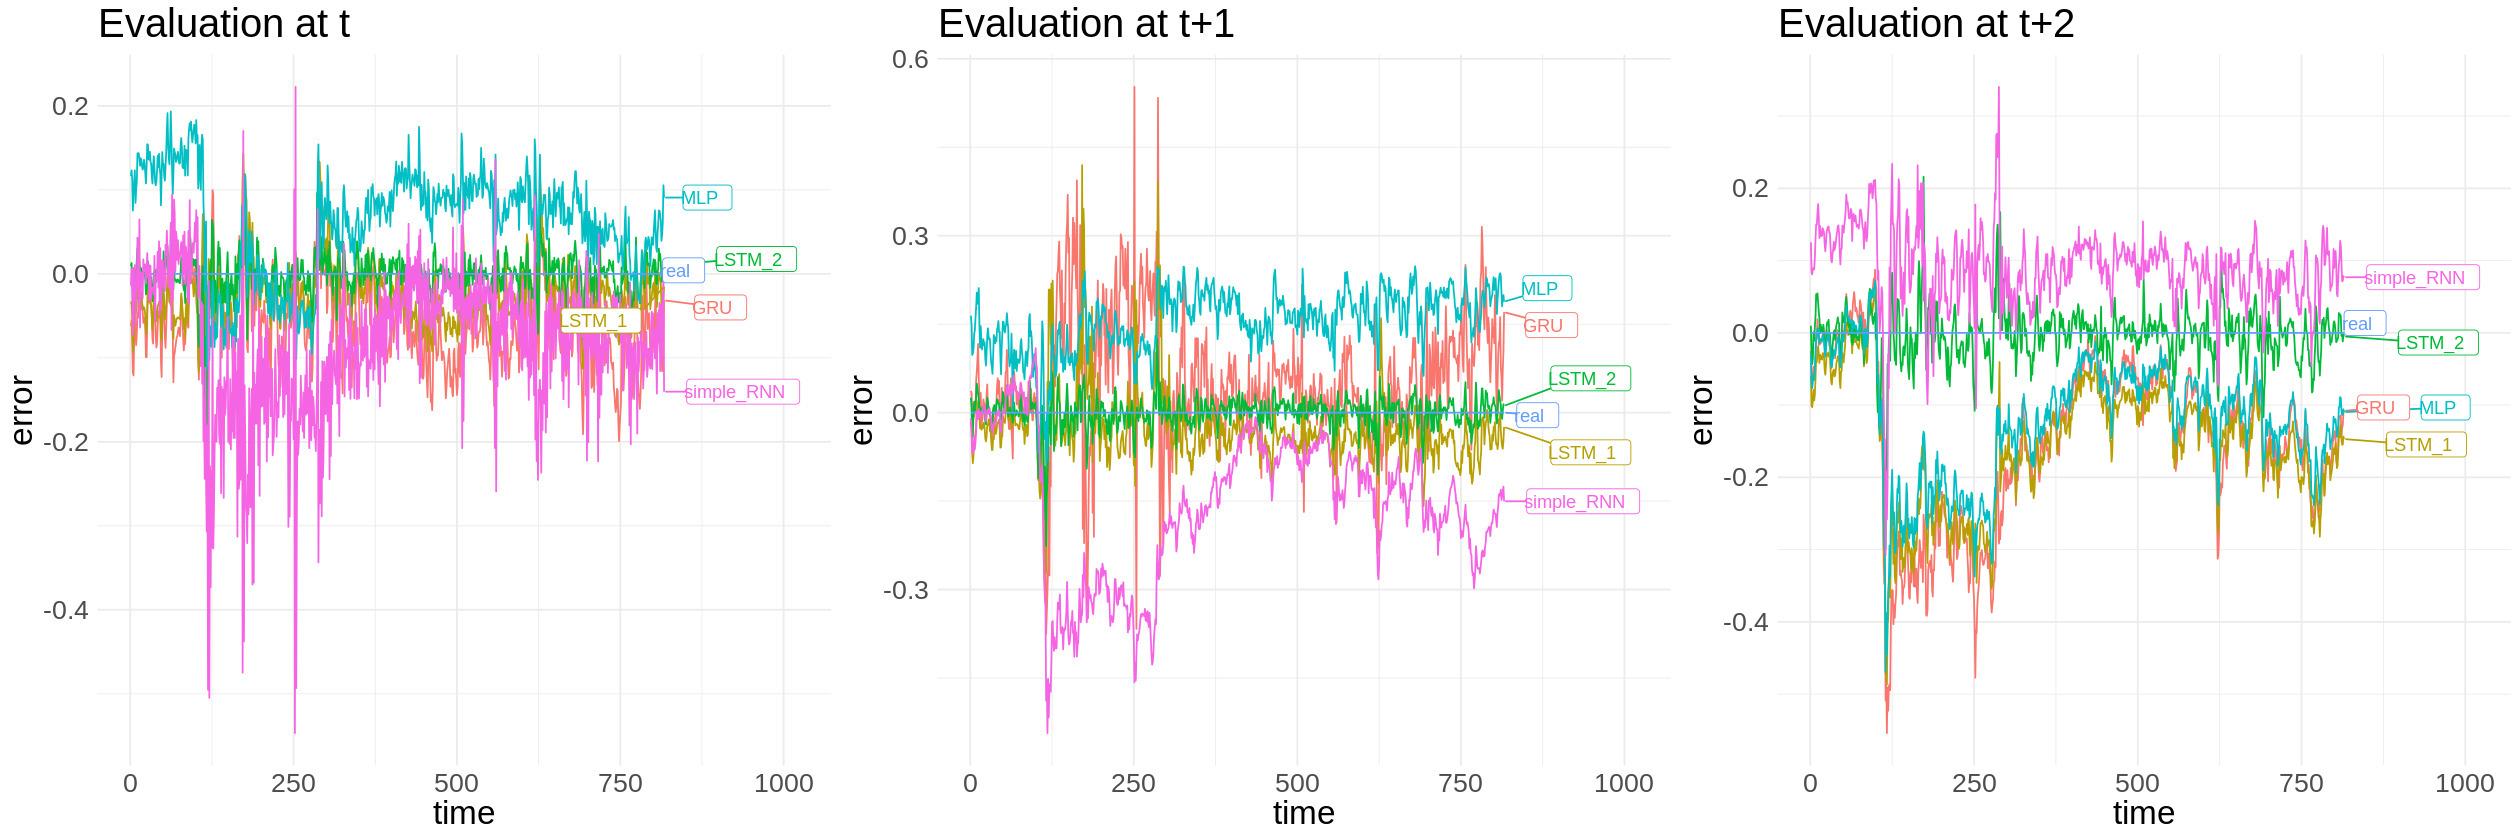 Evaluation at t
error
0.2
0.0
-0.2
-0.4
MLP
LSTM_2
real
GRU
LSTM_1
simple_RNN
0
250
500
750
1000
time
Evaluation at t+1
error
0.6
0.3
0.0
-0.3
MLP
GRU
LSTM_2
real
LSTM_1
simple_RNN
0
250
500
750
1000
time
Evaluation at t+2
error
0.2
0.0
-0.2
-0.4
simple_RNN
real
LSTM_2
GRU
MLP
LSTM_1
0
250
500
750
1000
time